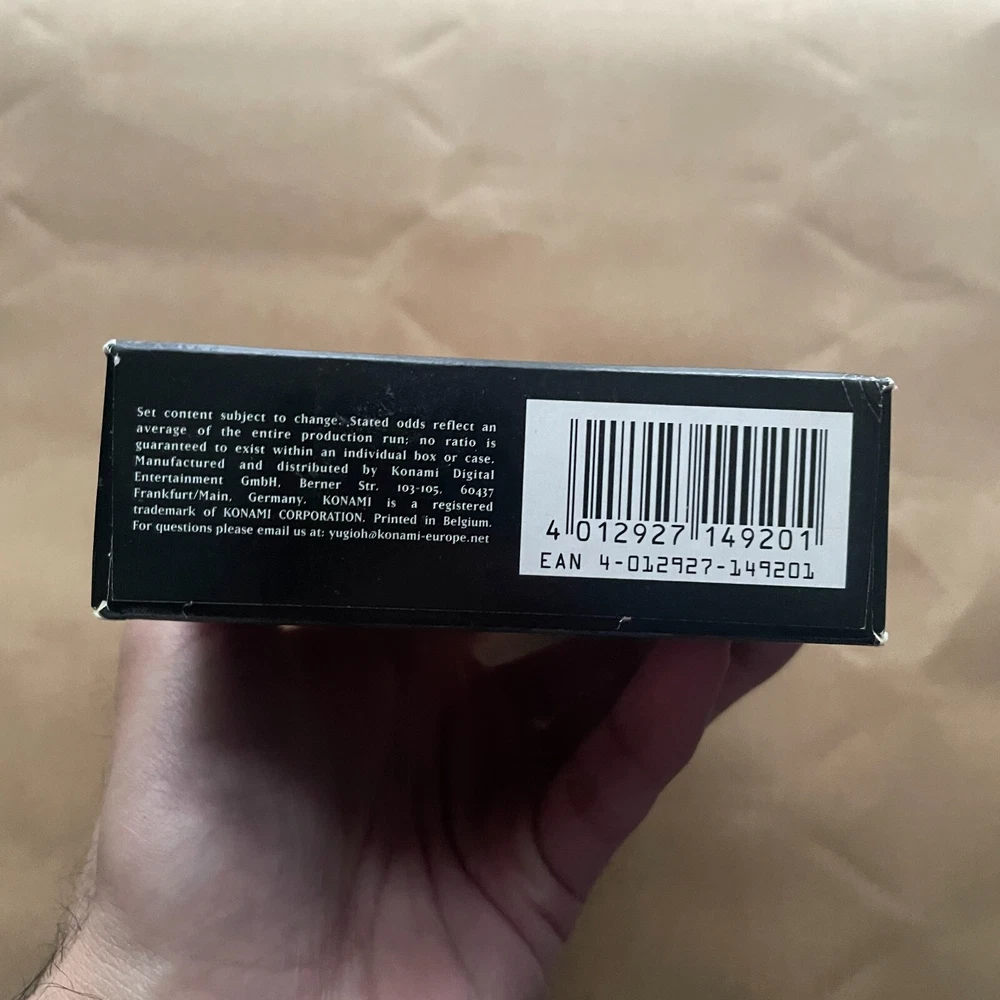 Set content subject to change. Stated odds reflect an
average of the entire production run; no ratio is
guaranteed to exist within an individual box or case.
Manufactured and distributed by Konami Digital
Entertainment GmbH, Berner Str. 103-105, 60437
Frankfurt/Main, Germany. KONAMI is a registered
trademark of KONAMI CORPORATION. Printed in Belgium.
For questions please email us at: yugioh@konami-europe.net
4 012927 149201
EAN 4-012927-149201